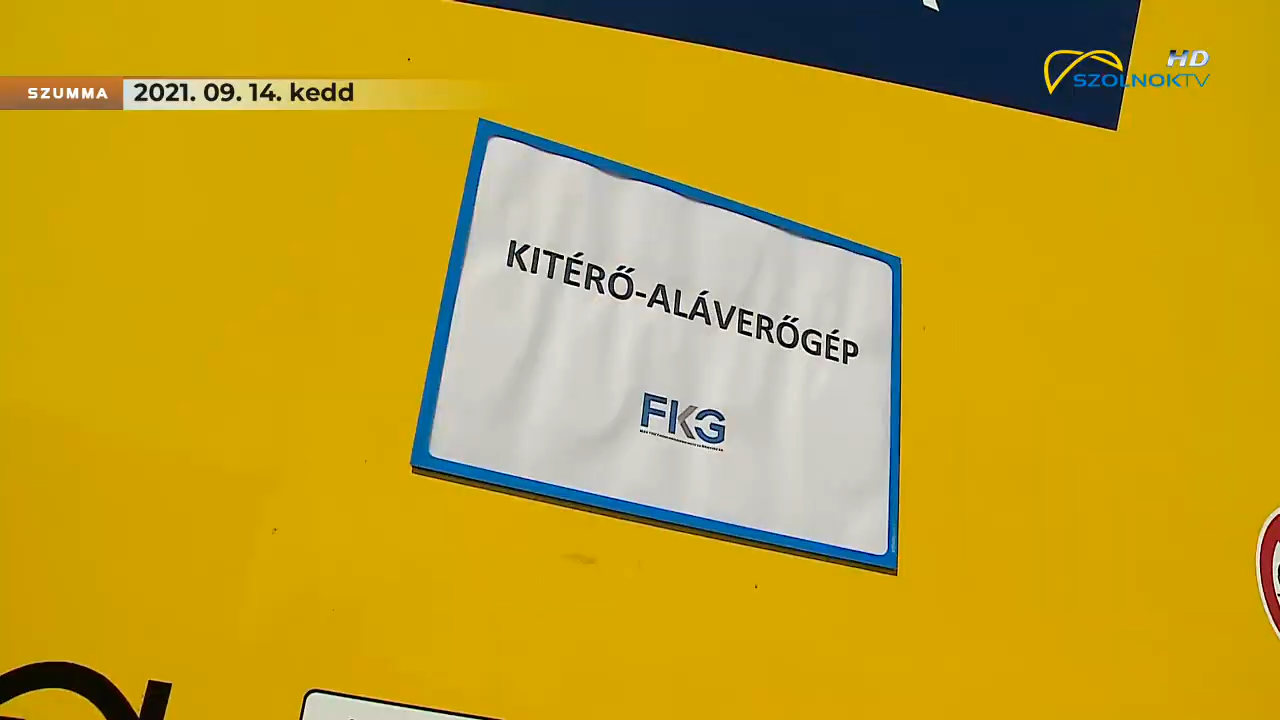 HD
SZOLNOKTV
SZUMMA
2021. 09. 14. kedd
KITÉRŐ-ALÁVERŐGÉP
FKG